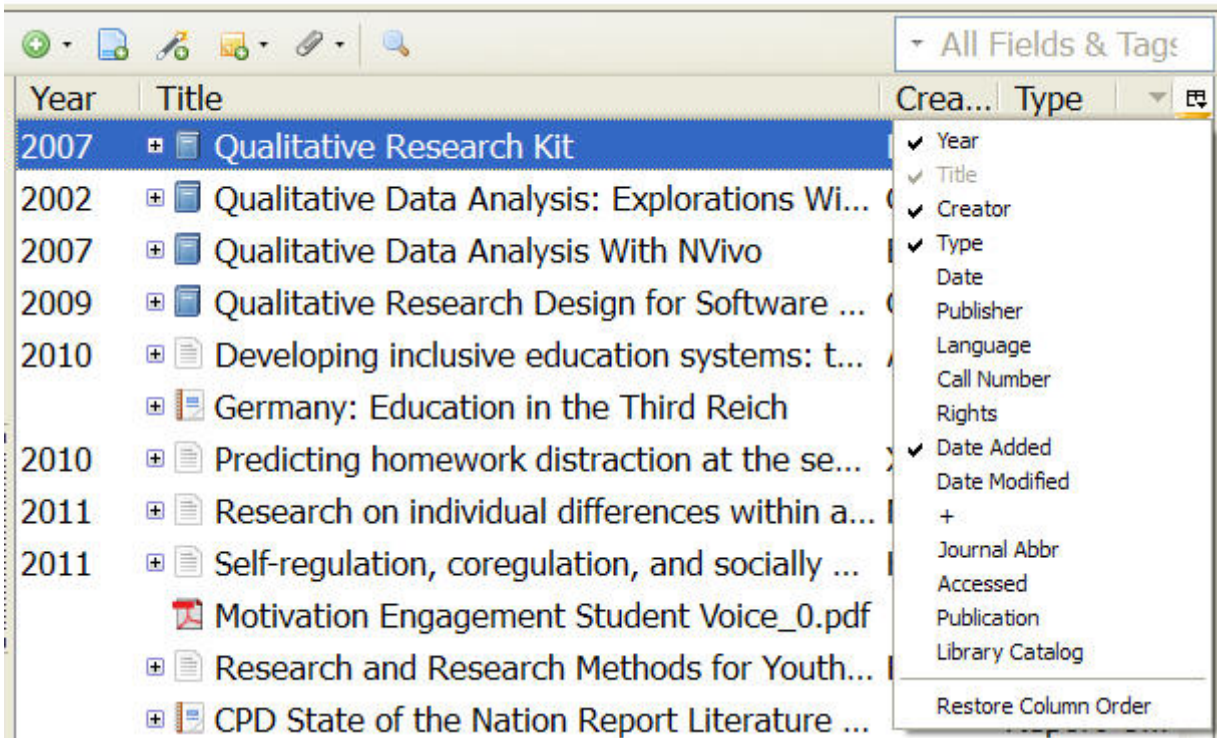 All Fields & Tags
Year Title Crea... Type
2007 Qualitative Research Kit
2002 Qualitative Data Analysis: Explorations Wi...
2007 Qualitative Data Analysis With NVivo
2009 Qualitative Research Design for Software ...
2010 Developing inclusive education systems: t...
Germany: Education in the Third Reich
2010 Predicting homework distraction at the se...
2011 Research on individual differences within a...
2011 Self-regulation, coregulation, and socially ...
Motivation Engagement Student Voice_0.pdf
Research and Research Methods for Youth...
CPD State of the Nation Report Literature ...
Year
Title
Creator
Type
Date
Publisher
Language
Call Number
Rights
Date Added
Date Modified
+
Journal Abbr
Accessed
Publication
Library Catalog
Restore Column Order